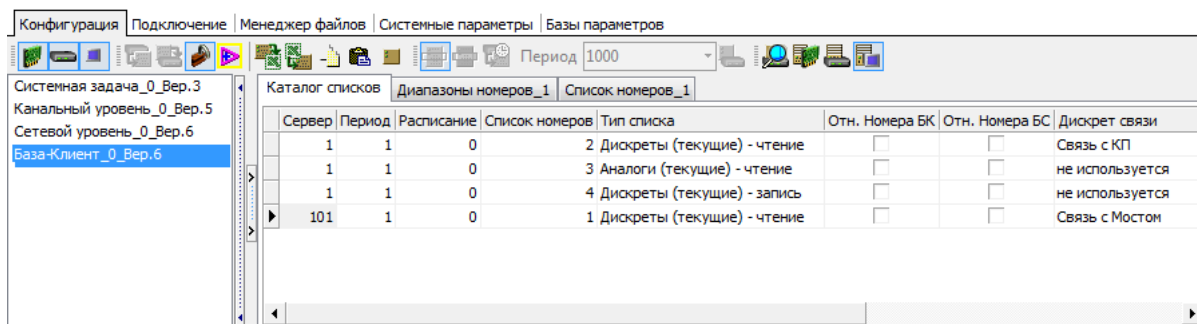 Конфигурация Подключение Менеджер файлов Системные параметры Базы параметров
Период 1000
Системная задача_0_Вер.3
Канальный уровень_0_Вер.5
Сетевой уровень_0_Вер.6
База-Клиент_0_Вер.6
Каталог списков Диапазоны номеров_1 Список номеров_1
Сервер Период Расписание Список номеров Тип списка Отн. Номера БК Отн. Номера БС Дискрет связи
1 1 0 2 Дискреты (текущие) - чтение Связь с КП
1 1 0 3 Аналоги (текущие) - чтение не используется
1 1 0 4 Дискреты (текущие) - запись не используется
101 1 0 1 Дискреты (текущие) - чтение Связь с Мостом